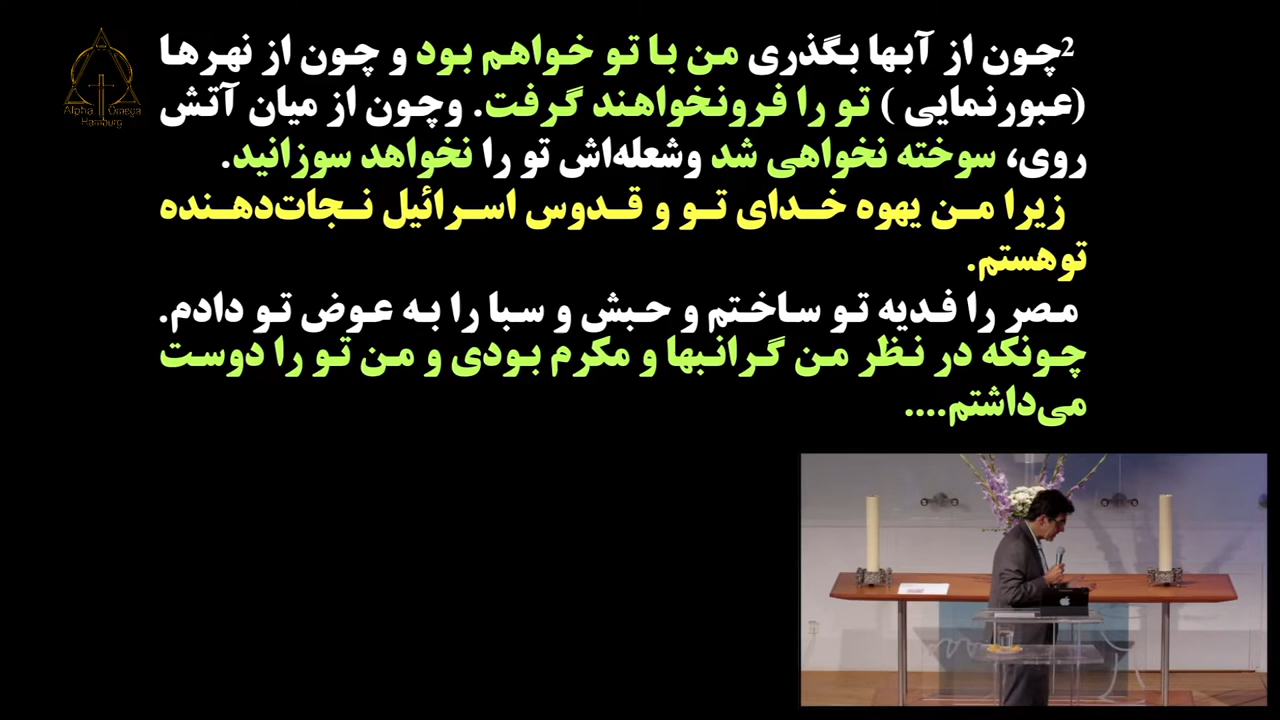 Alpha Omega
Hamburg
²چون از آبها بگذری من با تو خواهم بود و چون از نهرها
(عبورنمایی ) تو را فرونخواهند گرفت. وچون از میان آتش
روی، سوخته نخواهی شد وشعله‌اش تو را نخواهد سوزانید.
زیرا من یهوه خدای تو و قدوس اسرائیل نجات‌دهنده
توهستم.
مصر را فدیه تو ساختم و حبش و سبا را به عوض تو دادم.
چونکه در نظر من گرانبها و مکرم بودی و من تو را دوست
می‌داشتم....